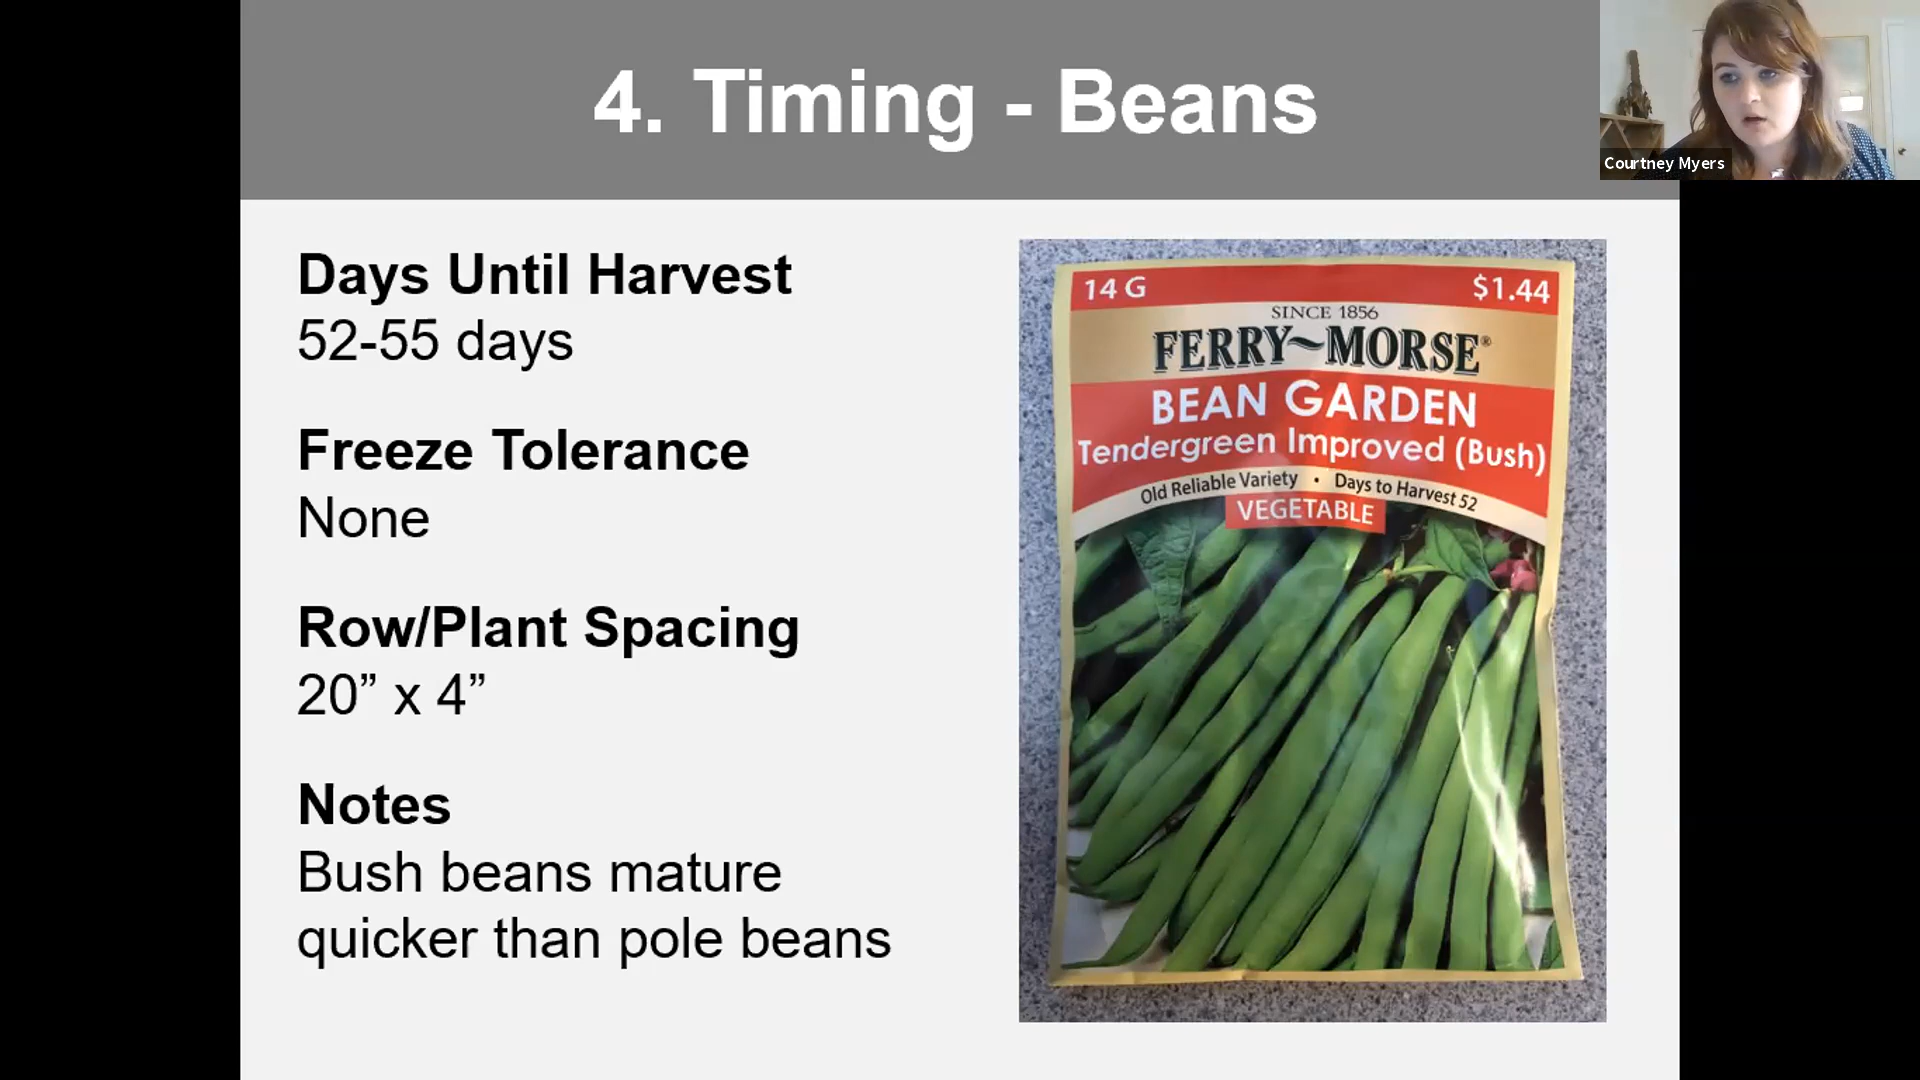 4. Timing - Beans
Courtney Myers
Days Until Harvest
52-55 days
Freeze Tolerance
None
Row/Plant Spacing
20” x 4”
Notes
Bush beans mature
quicker than pole beans
14 G
$1.44
SINCE 1856
FERRY~MORSE®
BEAN GARDEN
Tendergreen Improved (Bush)
Old Reliable Variety • Days to Harvest 52
VEGETABLE